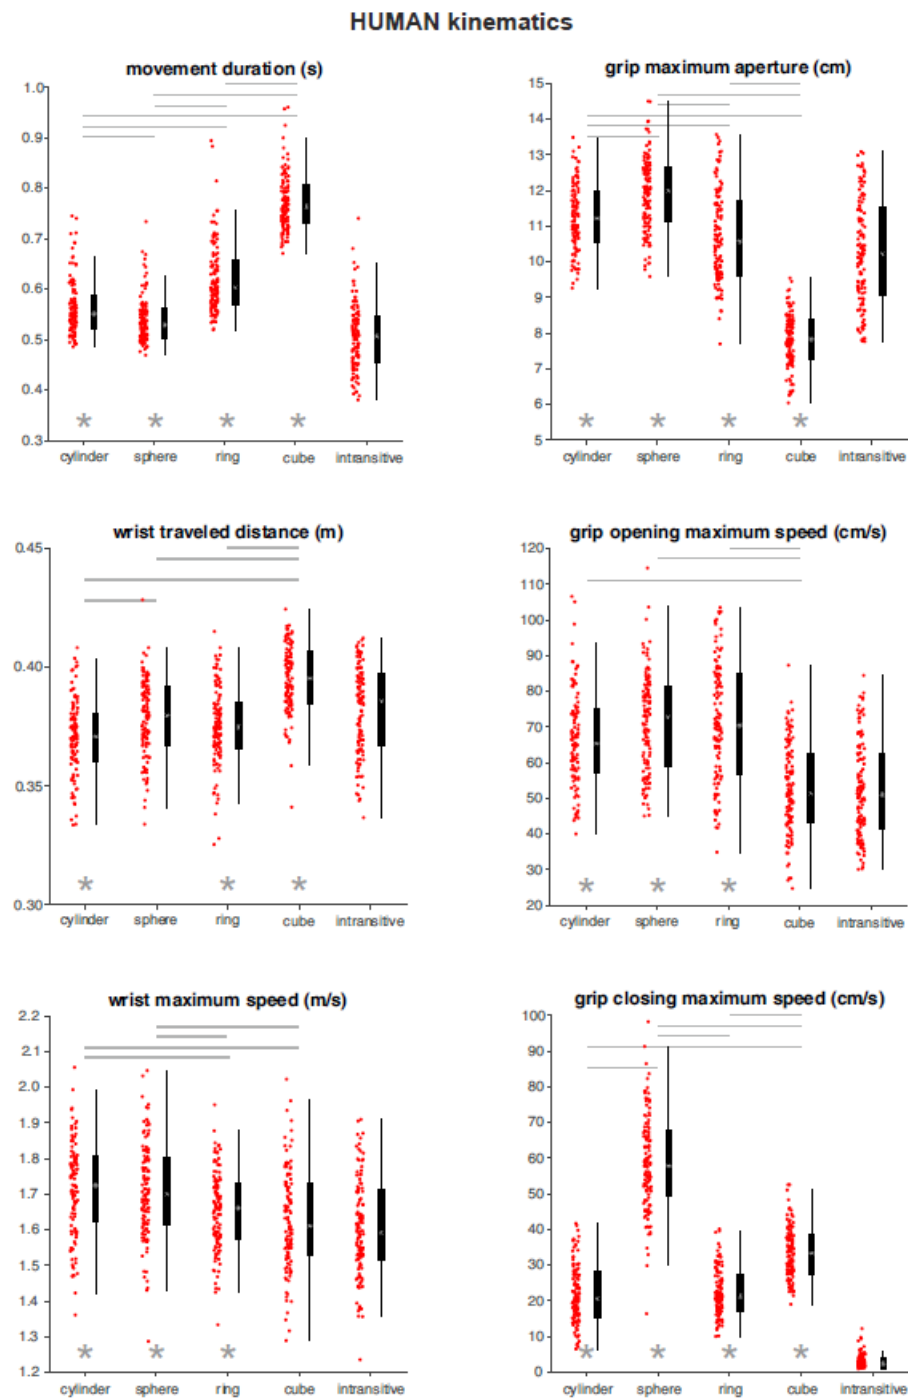 HUMAN kinematics
movement duration (s)
1.0
0.9
0.8
0.7
0.6
0.5
0.4
0.3
* * * *
cylinder sphere ring cube intransitive
grip maximum aperture (cm)
15
14
13
12
11
10
9
8
7
6
5
* * * *
cylinder sphere ring cube intransitive
wrist traveled distance (m)
0.45
0.40
0.35
0.30
* * *
cylinder sphere ring cube intransitive
grip opening maximum speed (cm/s)
120
110
100
90
80
70
60
50
40
30
20
* * *
cylinder sphere ring cube intransitive
wrist maximum speed (m/s)
2.2
2.1
2.0
1.9
1.8
1.7
1.6
1.5
1.4
1.3
1.2
* * *
cylinder sphere ring cube intransitive
grip closing maximum speed (cm/s)
100
90
80
70
60
50
40
30
20
10
0
* * * *
cylinder sphere ring cube intransitive